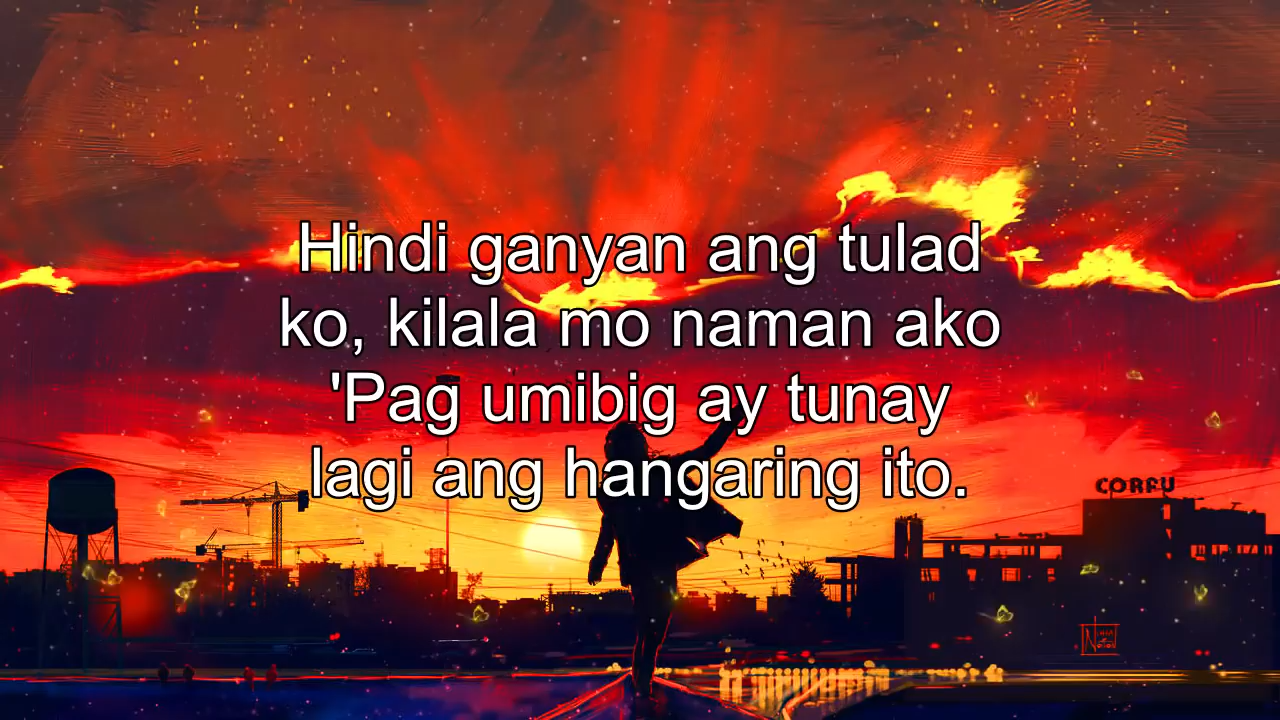 Hindi ganyan ang tulad
ko, kilala mo naman ako
'Pag umibig ay tunay
lagi ang hangaring ito.
CORFU